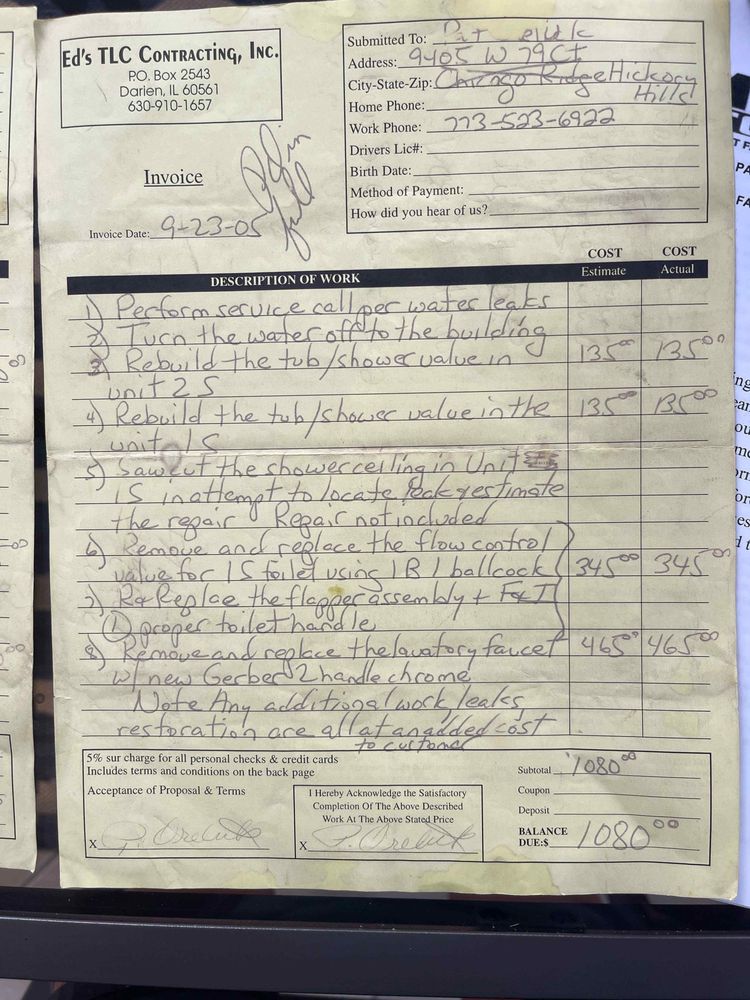 Ed's TLC Contracting, Inc.
P.O. Box 2543
Darien, IL 60561
630-910-1657
Invoice
Invoice Date: 9-23-05
Paid in
full
Submitted To: Pat
Address: 9405 W 79 Ct
City-State-Zip: Chicago Ridge Hickory
Hills
Home Phone:
Work Phone: 773-523-6922
Drivers Lic#:
Birth Date:
Method of Payment:
How did you hear of us?
COST COST
DESCRIPTION OF WORK Estimate Actual
1) Perform service call per water leaks
2) Turn the water off to the building
3) Rebuild the tub/shower valve in 135.00 135.00
unit 2S
4) Rebuild the tub/shower valve in the 135.00 135.00
unit 1S
5) Sawcut the shower ceiling in Unit
1S in attempt to locate leak + estimate
the repair Repair not included
6) Remove and replace the flow control
valve for 1S toilet using 1 B1 ballcock 345.00 345.00
7) R+Replae the flapper assembly + F+I
(1) proper toilet handle
8) Remove and replace the lavatory faucet 465.00 465.00
w/ new Gerber 2 handle chrome
Note Any additional work, leaks,
restoration are all at an added cost
to customer
5% sur charge for all personal checks & credit cards
Includes terms and conditions on the back page
Acceptance of Proposal & Terms
X
I Hereby Acknowledge the Satisfactory
Completion Of The Above Described
Work At The Above Stated Price
X
Subtotal 1080.00
Coupon
Deposit
BALANCE
DUE:$ 1080.00